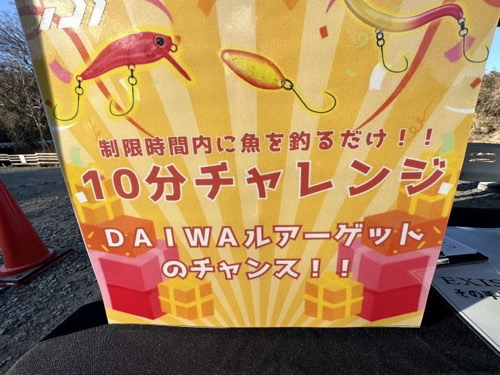 制限時間内に魚を釣るだけ！！
10分チャレンジ
DAIWAルアーゲット
のチャンス！！
EXIS